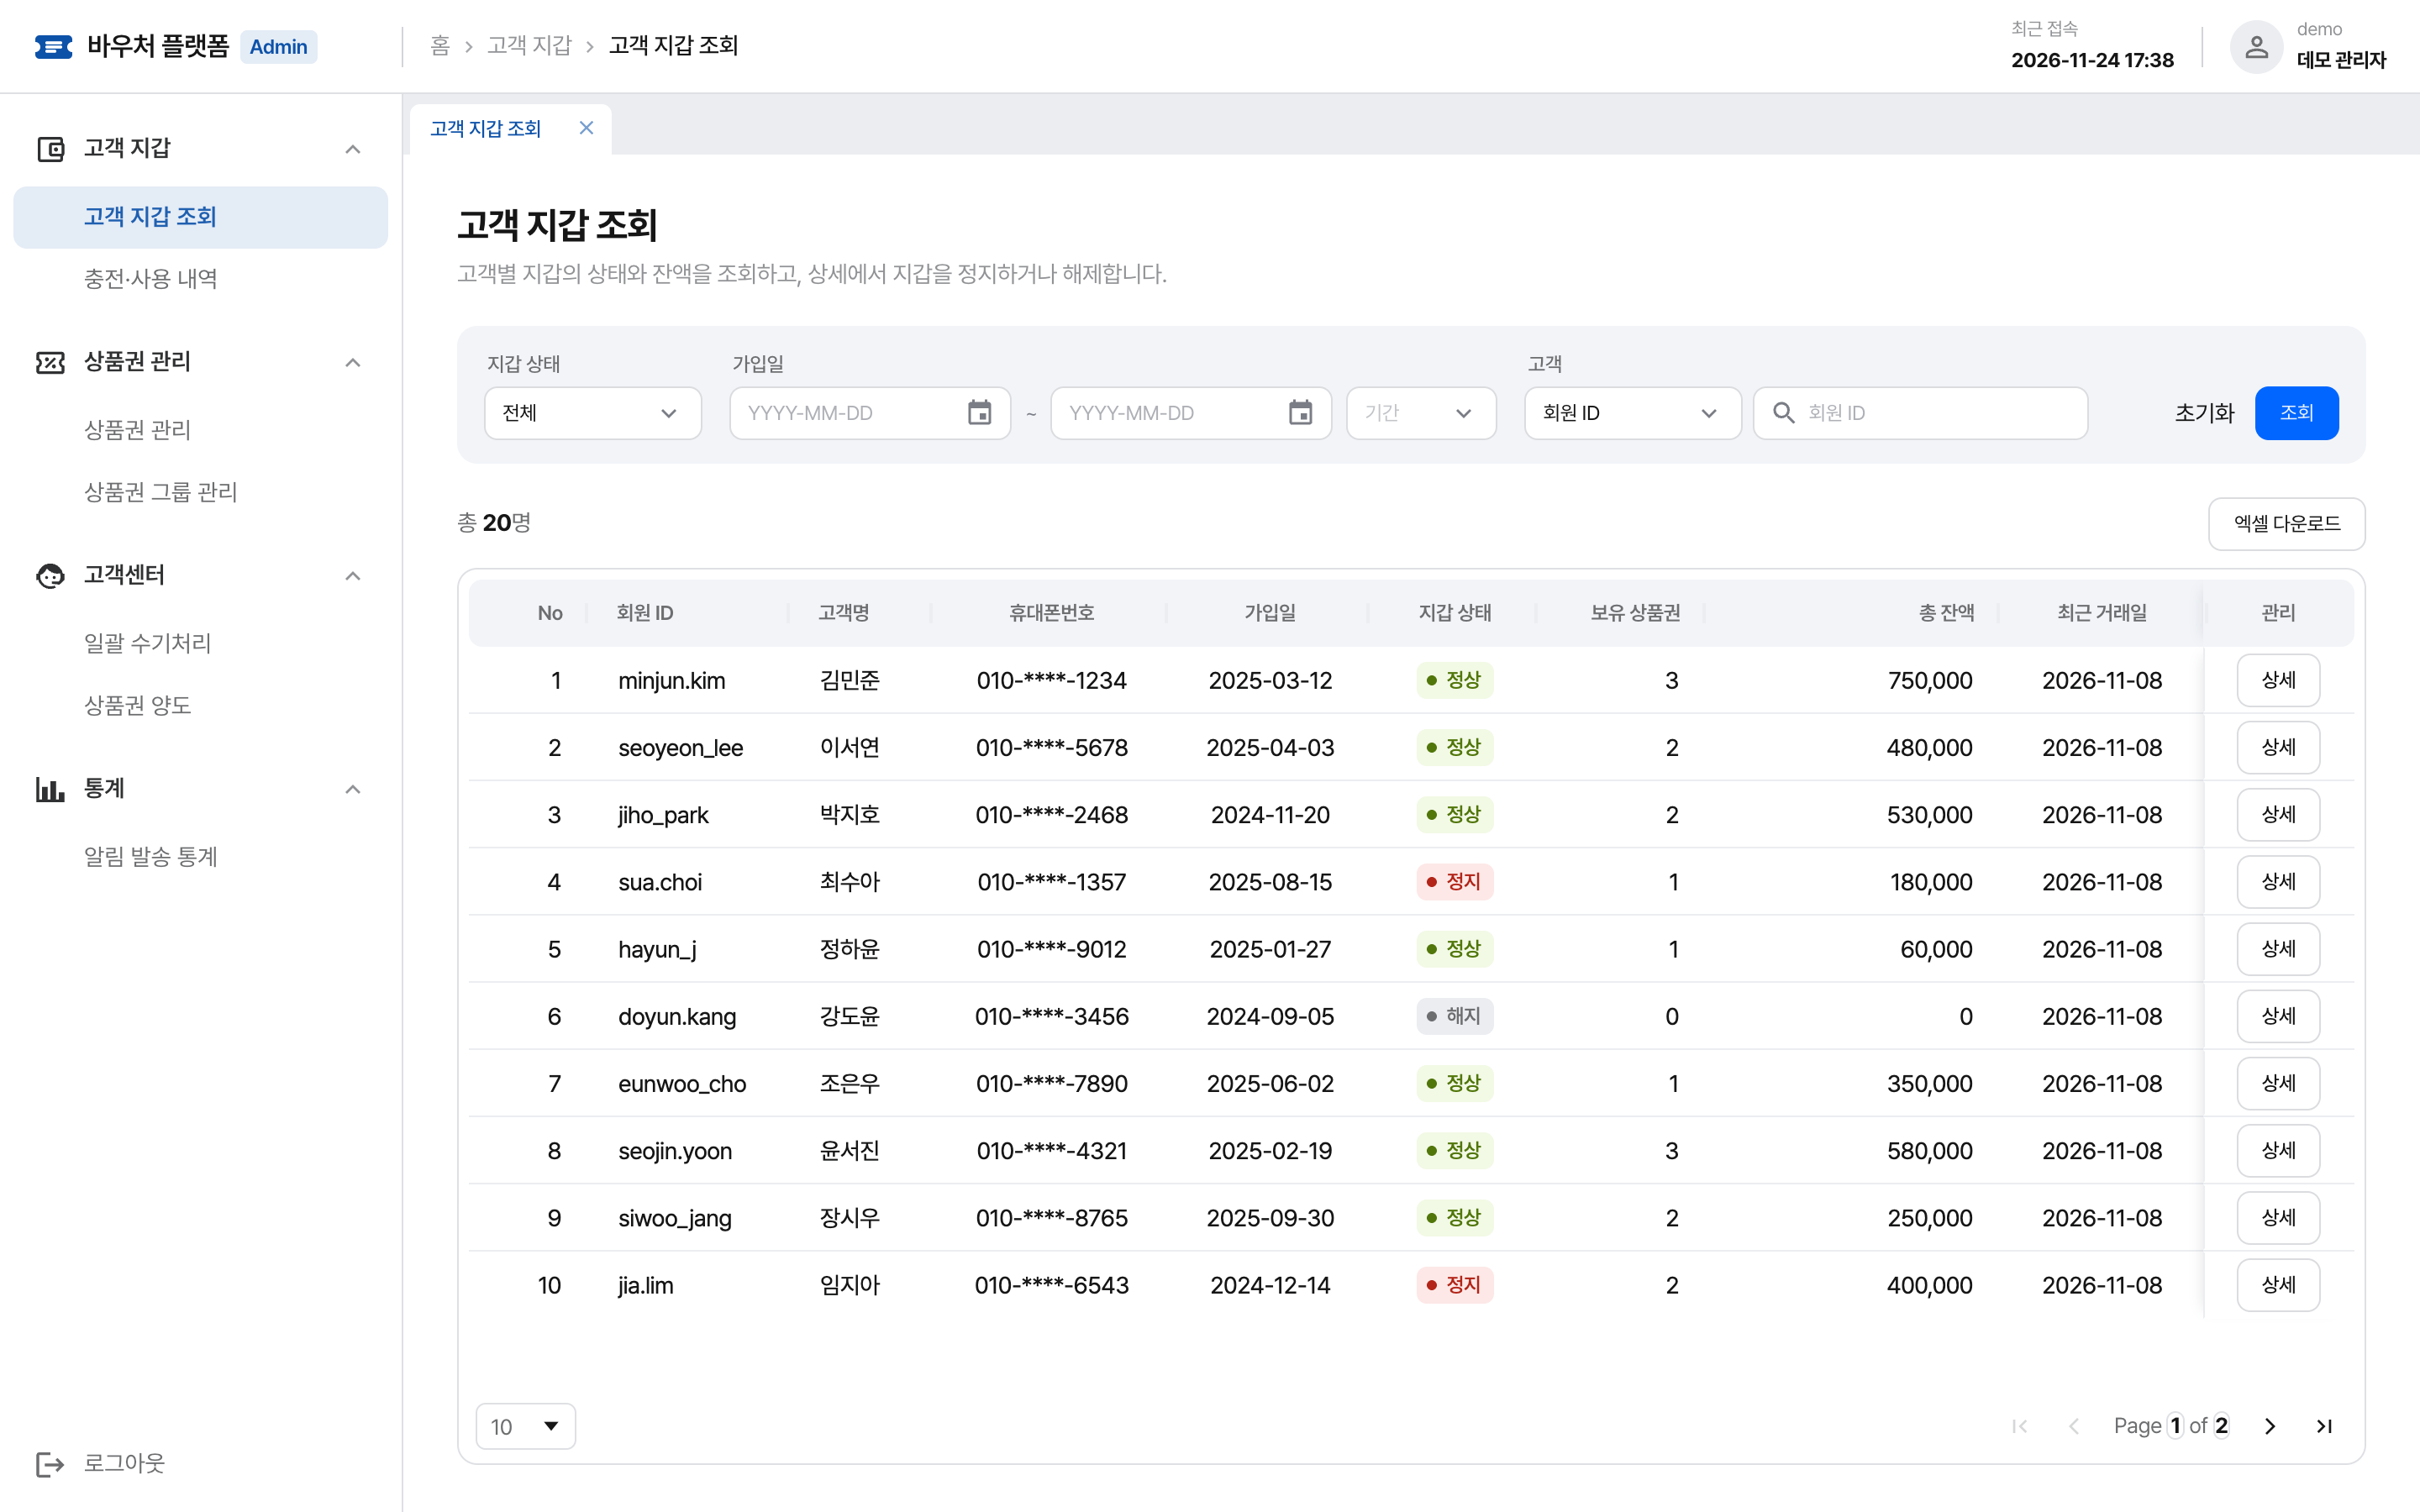 바우처 플랫폼 Admin
홈 > 고객 지갑 > 고객 지갑 조회
최근 접속
2026-11-24 17:38
demo
데모 관리자
고객 지갑
고객 지갑 조회
충전·사용 내역
상품권 관리
상품권 관리
상품권 그룹 관리
고객센터
일괄 수기처리
상품권 양도
통계
알림 발송 통계
로그아웃
고객 지갑 조회
고객 지갑 조회
고객별 지갑의 상태와 잔액을 조회하고, 상세에서 지갑을 정지하거나 해제합니다.
지갑 상태 가입일 고객
전체 YYYY-MM-DD ~ YYYY-MM-DD 기간 회원 ID 회원 ID 초기화 조회
총 20명
엑셀 다운로드
No 회원 ID 고객명 휴대폰번호 가입일 지갑 상태 보유 상품권 총 잔액 최근 거래일 관리
1 minjun.kim 김민준 010-****-1234 2025-03-12 정상 3 750,000 2026-11-08 상세
2 seoyeon_lee 이서연 010-****-5678 2025-04-03 정상 2 480,000 2026-11-08 상세
3 jiho_park 박지호 010-****-2468 2024-11-20 정상 2 530,000 2026-11-08 상세
4 sua.choi 최수아 010-****-1357 2025-08-15 정지 1 180,000 2026-11-08 상세
5 hayun_j 정하윤 010-****-9012 2025-01-27 정상 1 60,000 2026-11-08 상세
6 doyun.kang 강도윤 010-****-3456 2024-09-05 해지 0 0 2026-11-08 상세
7 eunwoo_cho 조은우 010-****-7890 2025-06-02 정상 1 350,000 2026-11-08 상세
8 seojin.yoon 윤서진 010-****-4321 2025-02-19 정상 3 580,000 2026-11-08 상세
9 siwoo_jang 장시우 010-****-8765 2025-09-30 정상 2 250,000 2026-11-08 상세
10 jia.lim 임지아 010-****-6543 2024-12-14 정지 2 400,000 2026-11-08 상세
10
Page 1 of 2